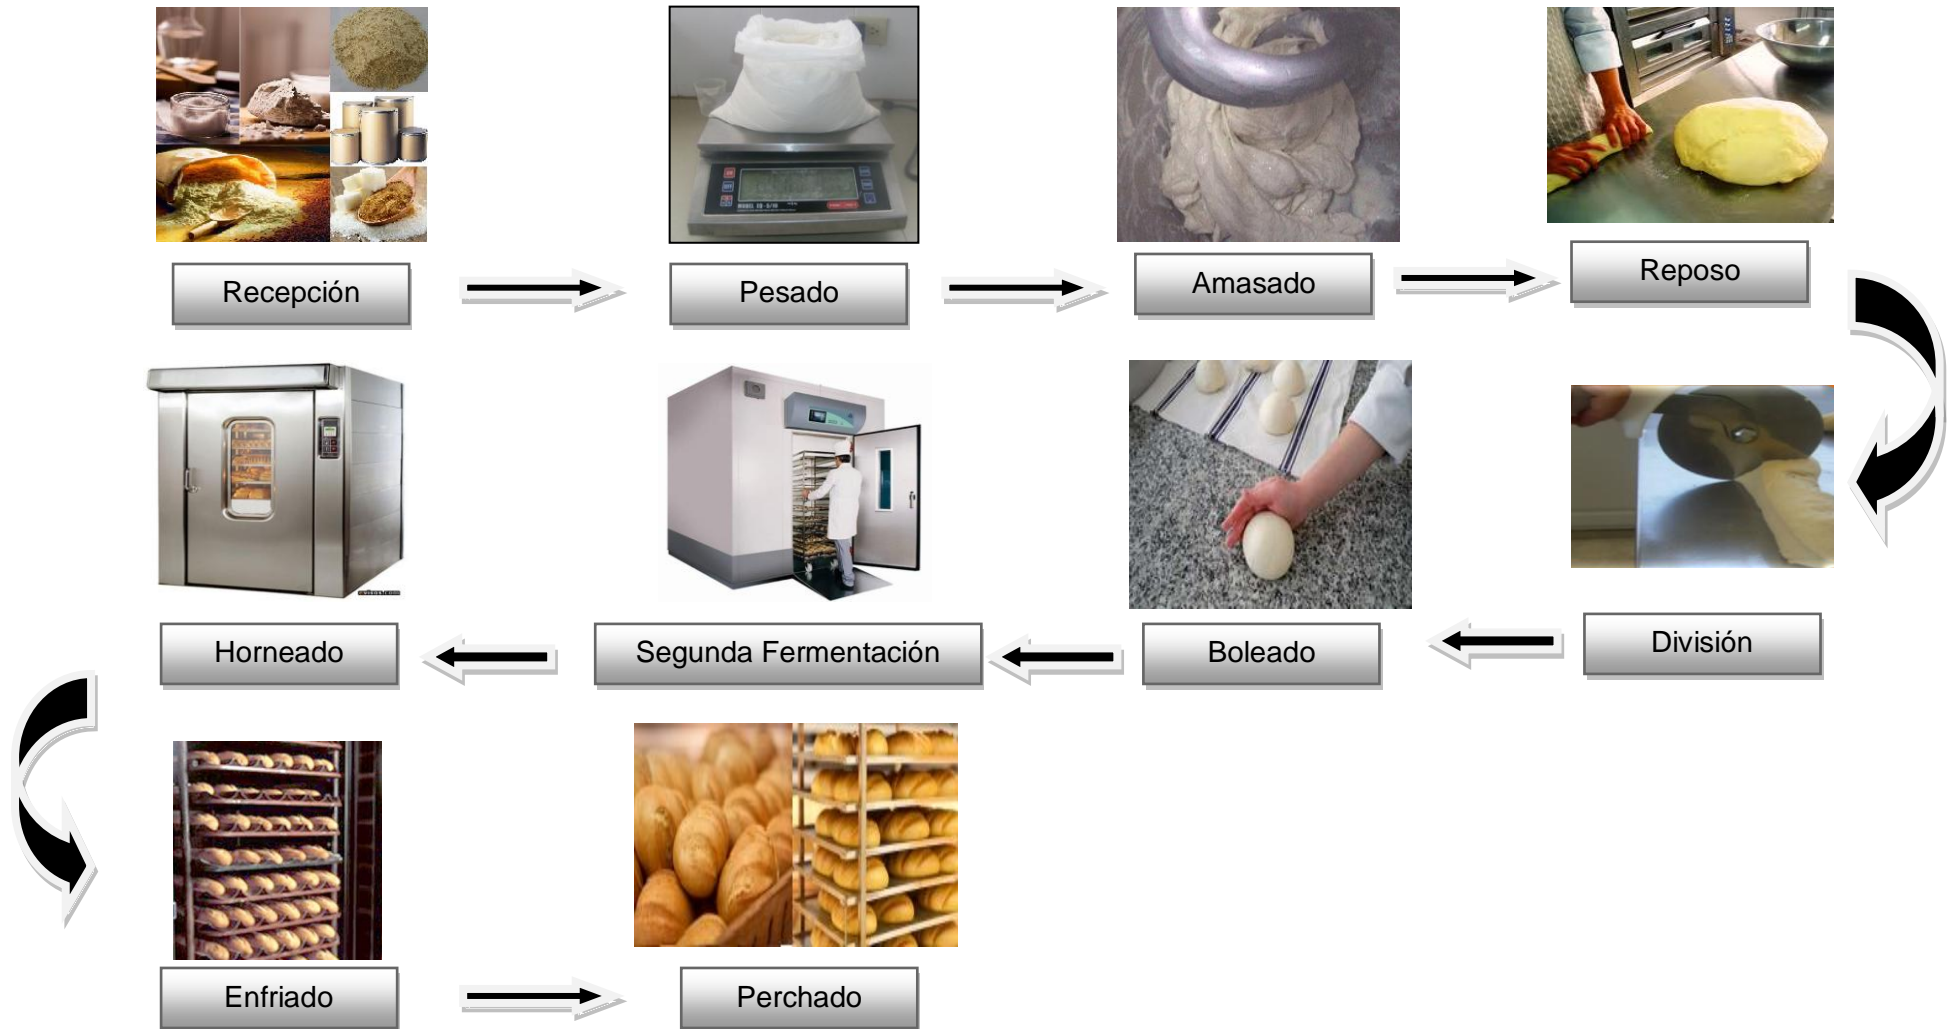 Recepción
Pesado
Amasado
Reposo
División
Boleado
Segunda Fermentación
Horneado
Enfriado
Perchado